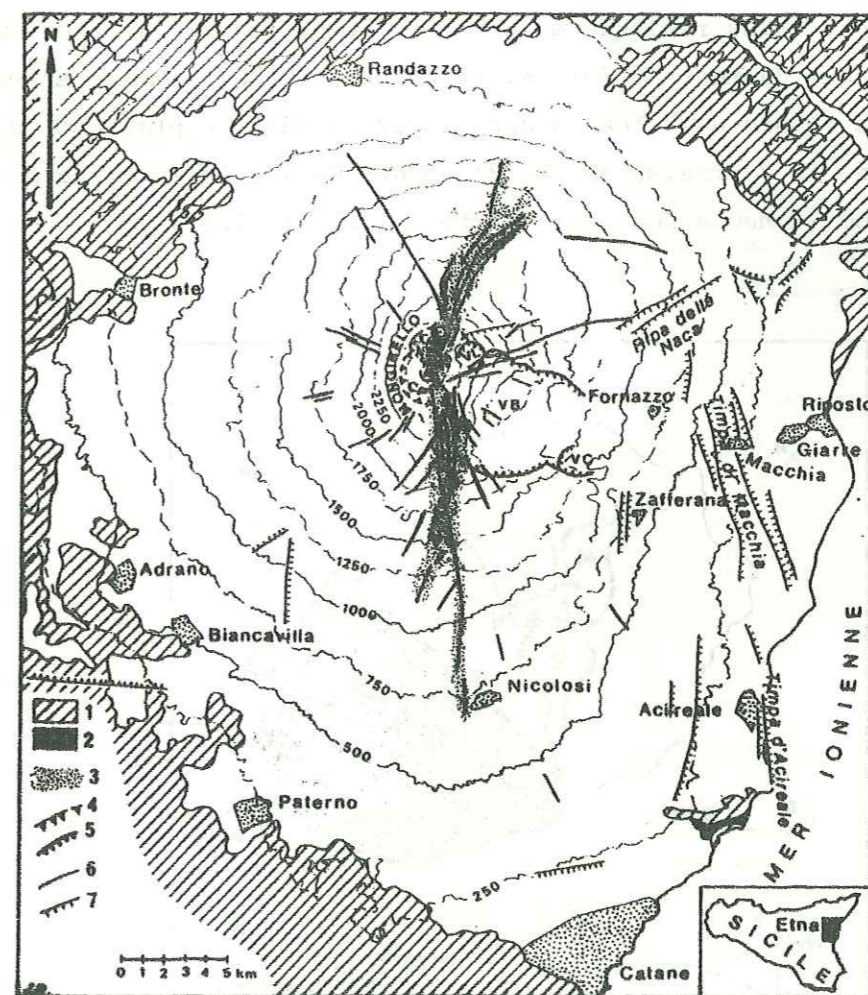 N
Randazzo
Bronte
MONGIBELLO
Ripa delle
Naca
VB
Fornazzo
VC
2250
2000
1750
1500
1250
1000
750
500
250
Riposto
Giarre
Macchia
Timpa di Macchia
Zafferana
Adrano
Biancavilla
Nicolosi
Acireale
Timpa d'Acireale
Paterno
Catane
MER IONIENNE
1
2
3
4
5
6
7
0 1 2 3 4 5 km
Etna
SICILE